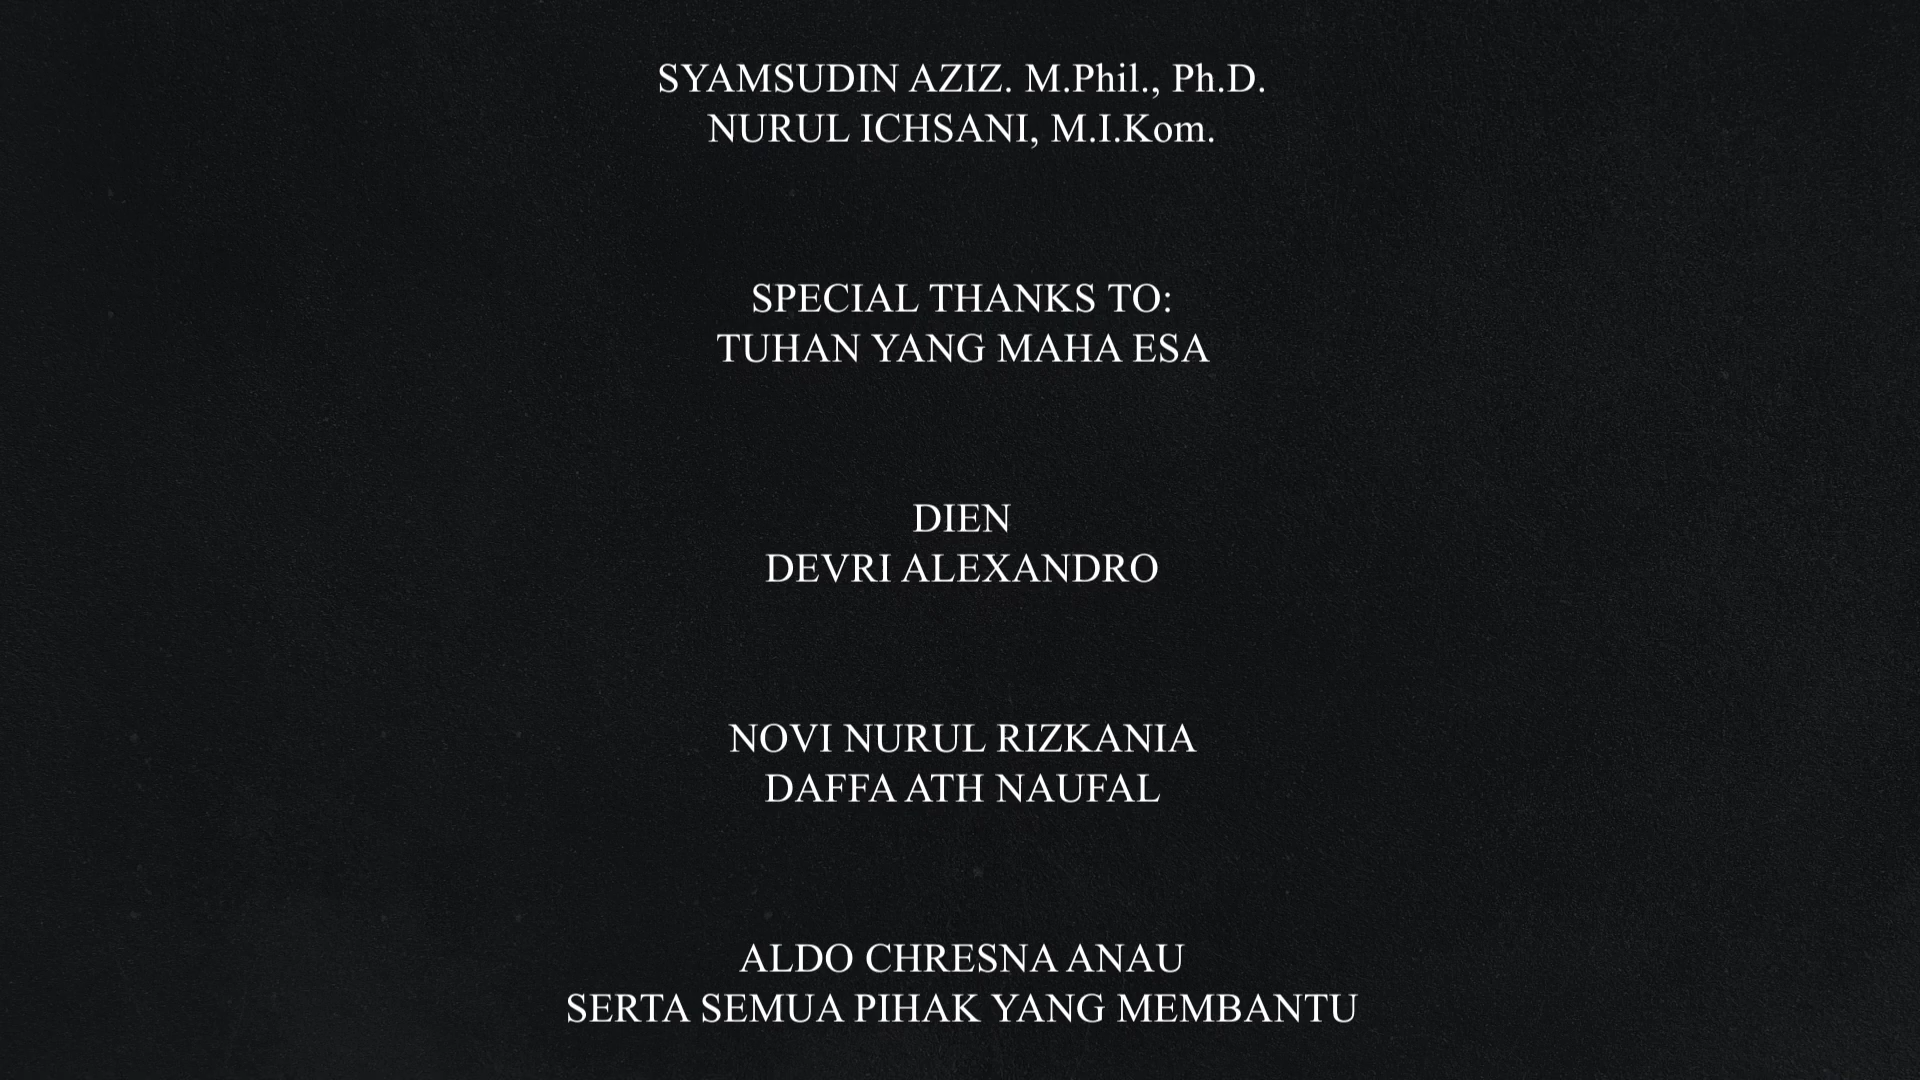 SYAMSUDIN AZIZ. M.Phil., Ph.D.
NURUL ICHSANI, M.I.Kom.
SPECIAL THANKS TO:
TUHAN YANG MAHA ESA
DIEN
DEVRI ALEXANDRO
NOVI NURUL RIZKANIA
DAFFA ATH NAUFAL
ALDO CHRESNA ANAU
SERTA SEMUA PIHAK YANG MEMBANTU